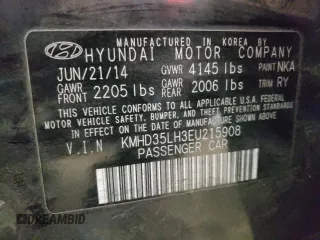 MANUFACTURED IN KOREA BY
HYUNDAI MOTOR COMPANY
JUN/21/14 GVWR 4145 lbs PAINT NKA
GAWR FRONT 2205 lbs GAWR REAR 2006 lbs TRIM RY
THIS VEHICLE CONFORMS TO ALL APPLICABLE
U.S. FEDERAL MOTOR VEHICLE SAFETY,
BUMPER, AND THEFT PREVENTION STANDARDS
IN EFFECT ON THE DATE OF MANUFACTURE
SHOWN ABOVE.
V.I.N KMHD35LH3EU215908
PASSENGER CAR
DREAMBID